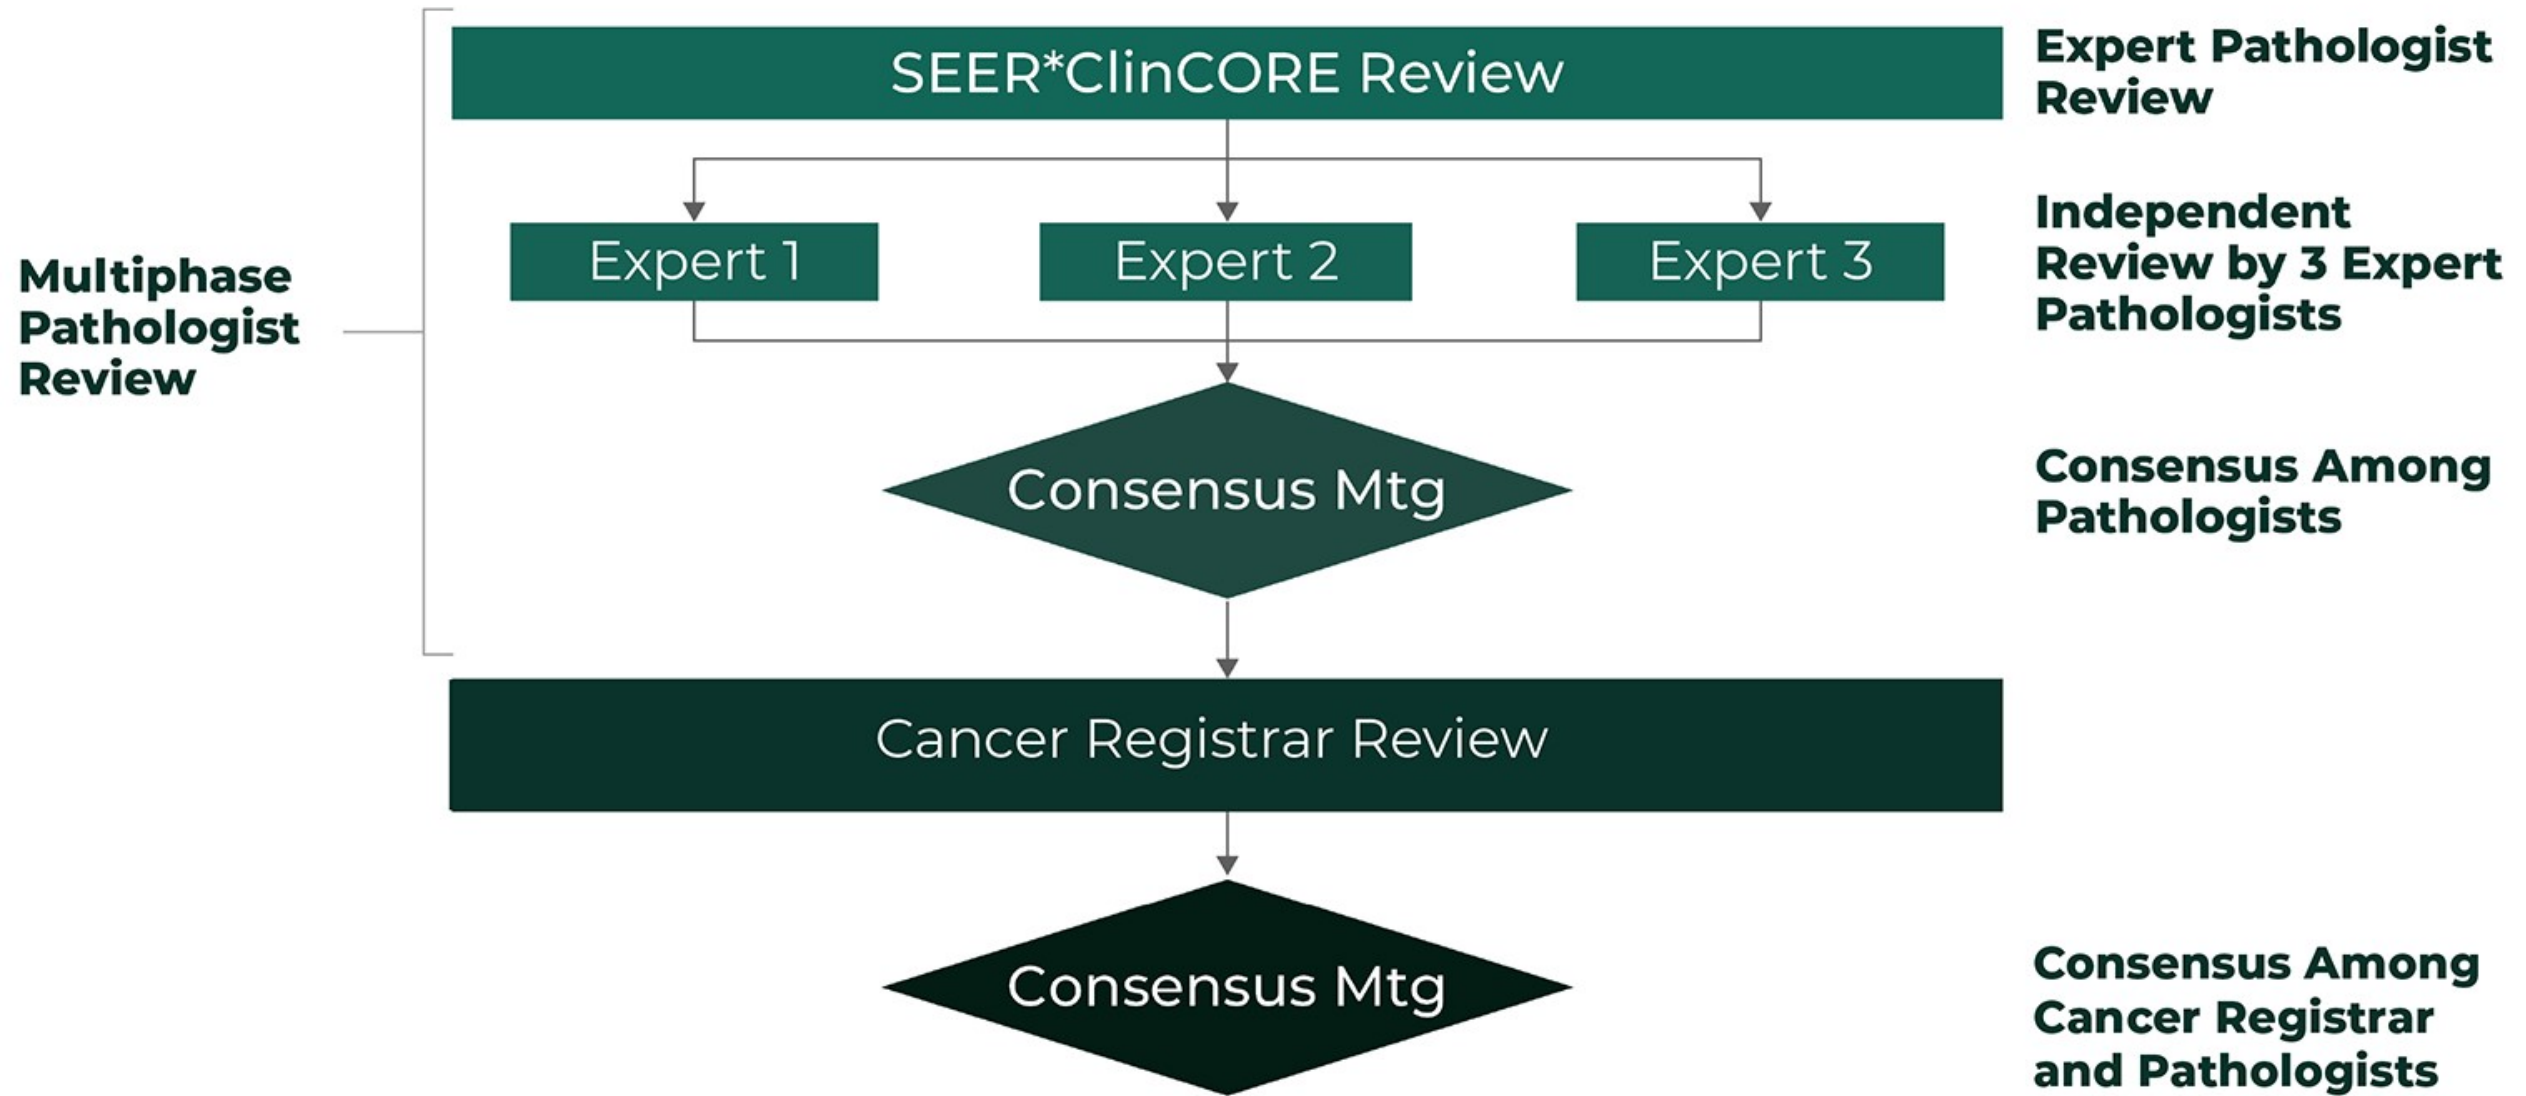 SEER*ClinCORE Review
Expert Pathologist
Review
Expert 1
Expert 2
Expert 3
Independent
Review by 3 Expert
Pathologists
Multiphase
Pathologist
Review
Consensus Mtg
Consensus Among
Pathologists
Cancer Registrar Review
Consensus Mtg
Consensus Among
Cancer Registrar
and Pathologists